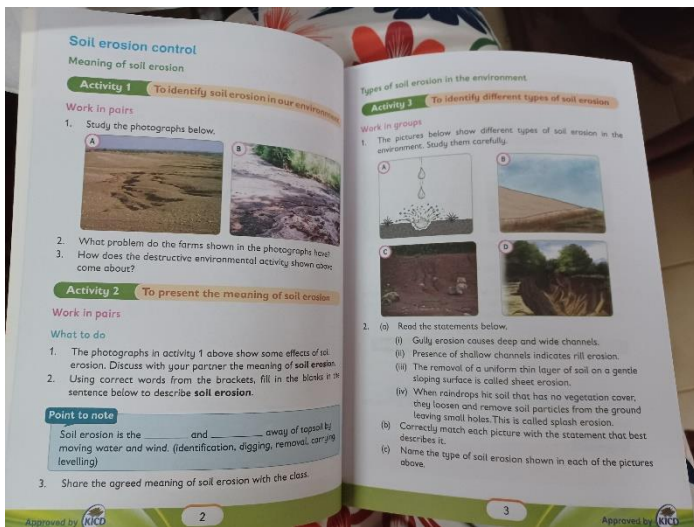 Soil erosion control
Meaning of soil erosion
Activity 1 To identify soil erosion in our environment
Work in pairs
1. Study the photographs below.
A
B
2. What problem do the farms shown in the photographs have?
3. How does the destructive environmental activity shown above
come about?
Activity 2 To present the meaning of soil erosion
Work in pairs
What to do
1. The photographs in activity 1 above show some effects of soil
erosion. Discuss with your partner the meaning of soil erosion.
2. Using correct words from the brackets, fill in the blanks in the
sentence below to describe soil erosion.
Point to note
Soil erosion is the ________ and ________ away of topsoil by
moving water and wind. (identification, digging, removal, carrying
levelling)
3. Share the agreed meaning of soil erosion with the class.
Approved by KICD
2
Types of soil erosion in the environment
Activity 3 To identify different types of soil erosion
Work in groups
1. The pictures below show different types of soil erosion in the
environment. Study them carefully.
A
B
C
D
2. (a) Read the statements below.
(i) Gully erosion causes deep and wide channels.
(ii) Presence of shallow channels indicates rill erosion.
(iii) The removal of a uniform thin layer of soil on a gentle
sloping surface is called sheet erosion.
(iv) When raindrops hit soil that has no vegetation cover,
they loosen and remove soil particles from the ground
leaving small holes. This is called splash erosion.
(b) Correctly match each picture with the statement that best
describes it.
(c) Name the type of soil erosion shown in each of the pictures
above.
3
Approved by KICD